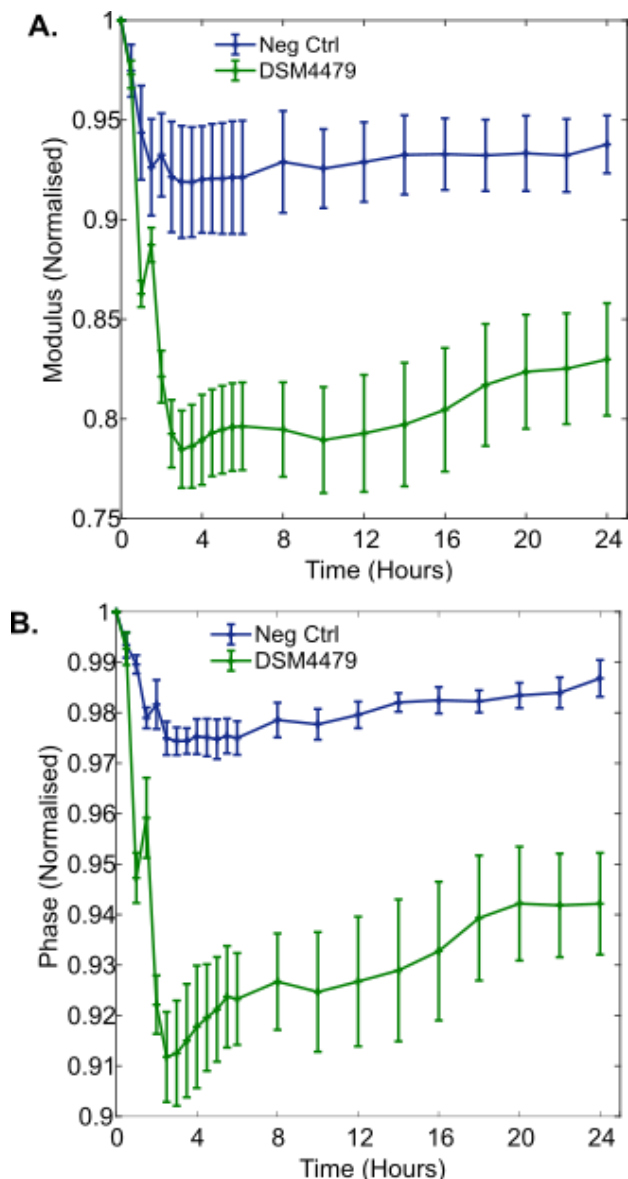 A.
Neg Ctrl
DSM4479
1
0.95
0.9
0.85
0.8
0.75
Modulus (Normalised)
0 4 8 12 16 20 24
Time (Hours)
B.
Neg Ctrl
DSM4479
1
0.99
0.98
0.97
0.96
0.95
0.94
0.93
0.92
0.91
0.9
Phase (Normalised)
0 4 8 12 16 20 24
Time (Hours)